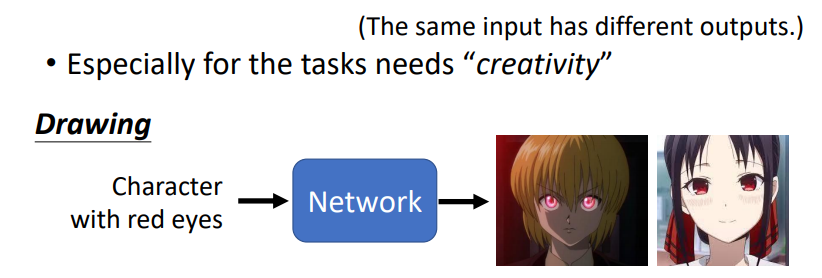 (The same input has different outputs.)
• Especially for the tasks needs “creativity”
Drawing
Character
with red eyes
Network